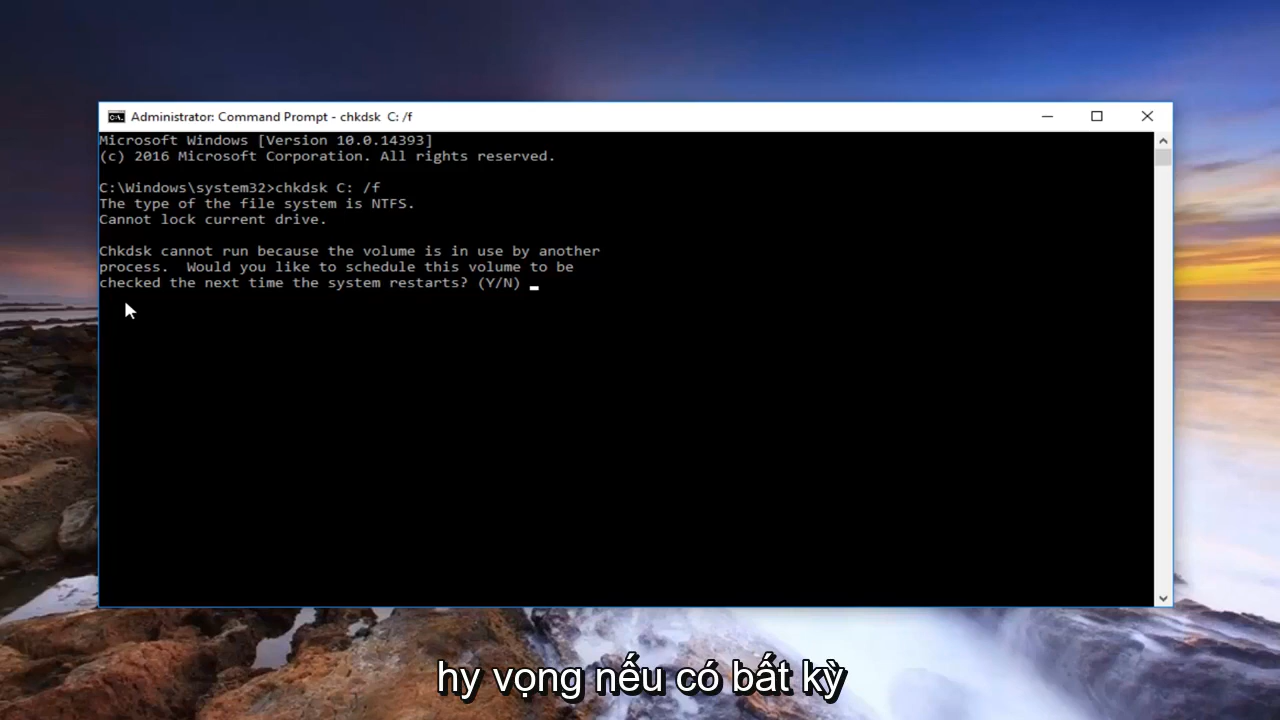 Administrator: Command Prompt - chkdsk  C: /f
Microsoft Windows [Version 10.0.14393]
(c) 2016 Microsoft Corporation. All rights reserved.
C:\Windows\system32>chkdsk C: /f
The type of the file system is NTFS.
Cannot lock current drive.
Chkdsk cannot run because the volume is in use by another
process.  Would you like to schedule this volume to be
checked the next time the system restarts? (Y/N)
hy vọng nếu có bất kỳ